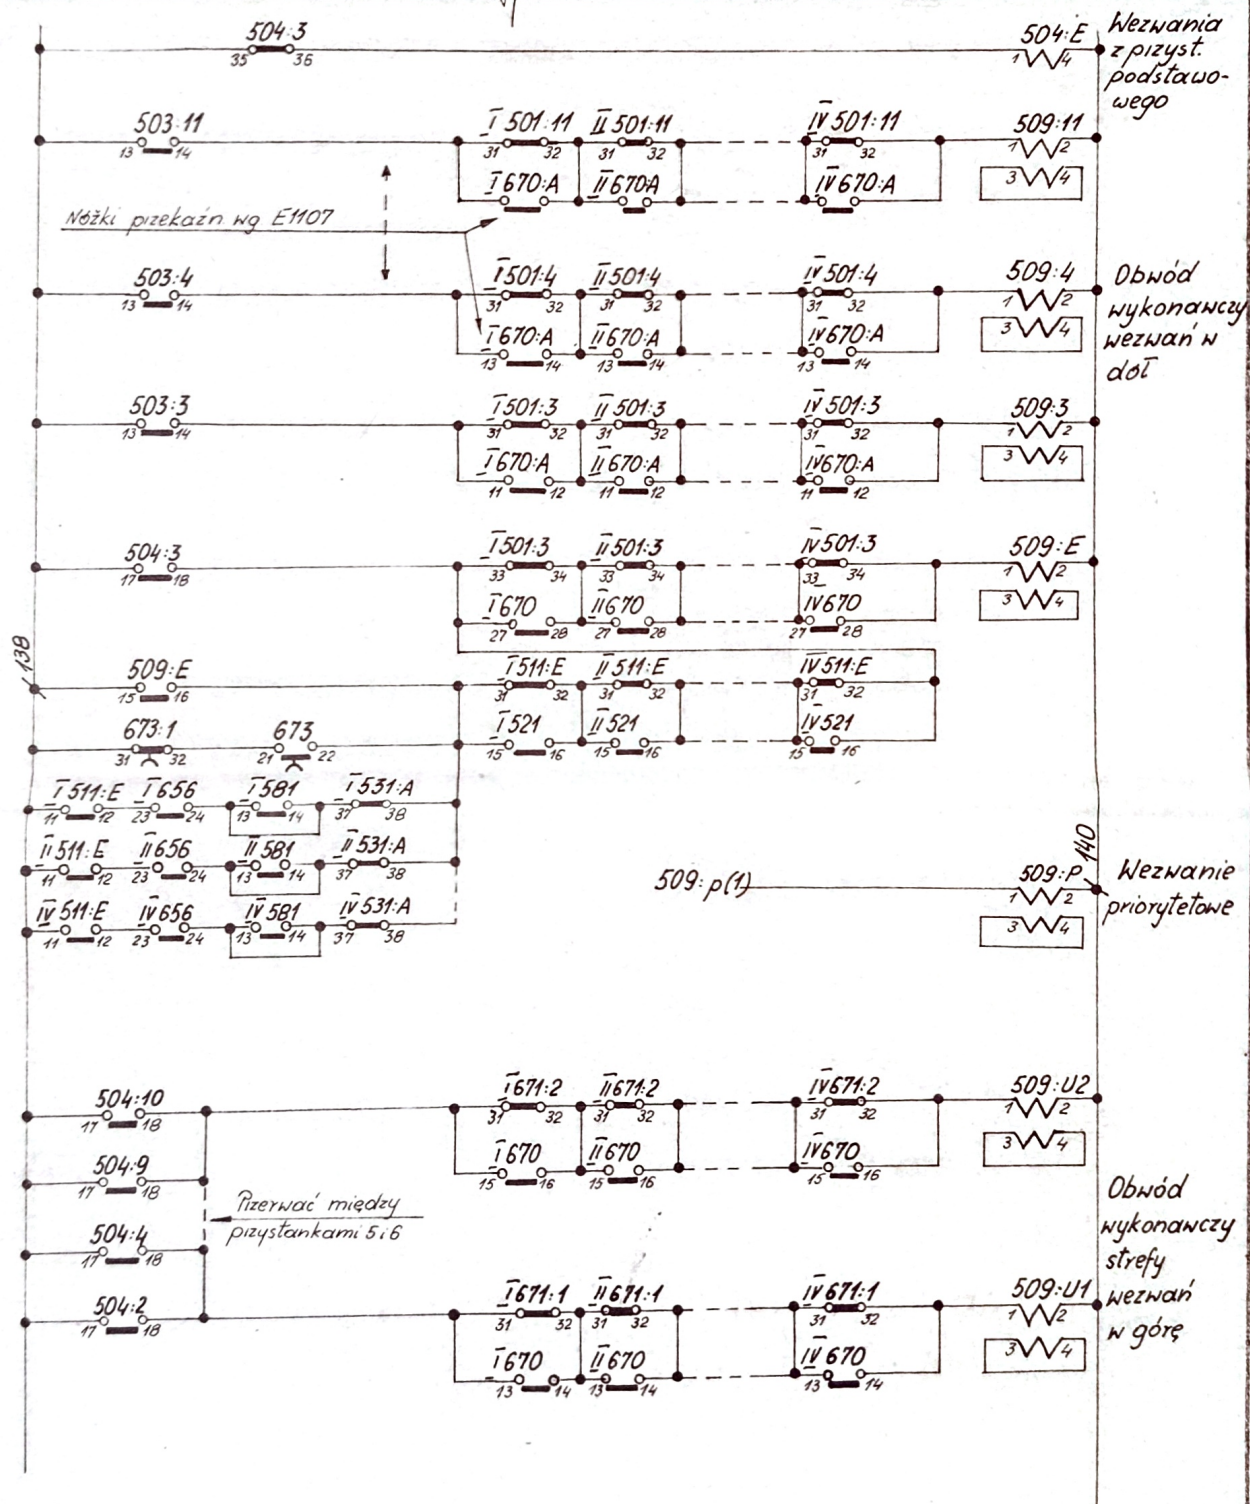 504:3
35 36
504:E
1 4
Wezwania
z przyst.
podstawo-
wego
503:11
13 14
I 501:11 II 501:11 IV 501:11
31 32 31 32 31 32
509:11
1 2
3 4
I 670:A II 670:A IV 670:A
Nóżki przekaźn wg E1107
503:4
13 14
I 501:4 II 501:4 IV 501:4
31 32 31 32 31 32
509:4
1 2
3 4
Obwód
wykonawczy
wezwań w
dół
I 670:A II 670:A IV 670:A
13 14 13 14 13 14
503:3
13 14
I 501:3 II 501:3 IV 501:3
31 32 31 32 31 32
509:3
1 2
3 4
I 670:A II 670:A IV 670:A
11 12 11 12 11 12
504:3
17 18
I 501:3 II 501:3 IV 501:3
33 34 33 34 33 34
509:E
1 2
3 4
I 670 II 670 IV 670
27 28 27 28 27 28
138
509:E
15 16
I 511:E II 511:E IV 511:E
31 32 31 32 31 32
673:1 673
31 32 21 22
I 521 II 521 IV 521
15 16 15 16 15 16
I 511:E I 656 I 581 I 531:A
11 12 23 24 13 14 37 38
II 511:E II 656 II 581 II 531:A
11 12 23 24 13 14 37 38
IV 511:E IV 656 IV 581 IV 531:A
11 12 23 24 13 14 37 38
140
509:p(1)
509:P
1 2
3 4
Wezwanie
priorytetowe
504:10
17 18
I 671:2 II 671:2 IV 671:2
31 32 31 32 31 32
509:U2
1 2
3 4
504:9
17 18
I 670 II 670 IV 670
15 16 15 16 15 16
Przerwać między
przystankami 5 i 6
504:4
17 18
Obwód
wykonawczy
strefy
wezwań
w górę
504:2
17 18
I 671:1 II 671:1 IV 671:1
31 32 31 32 31 32
509:U1
1 2
3 4
I 670 II 670 IV 670
13 14 13 14 13 14